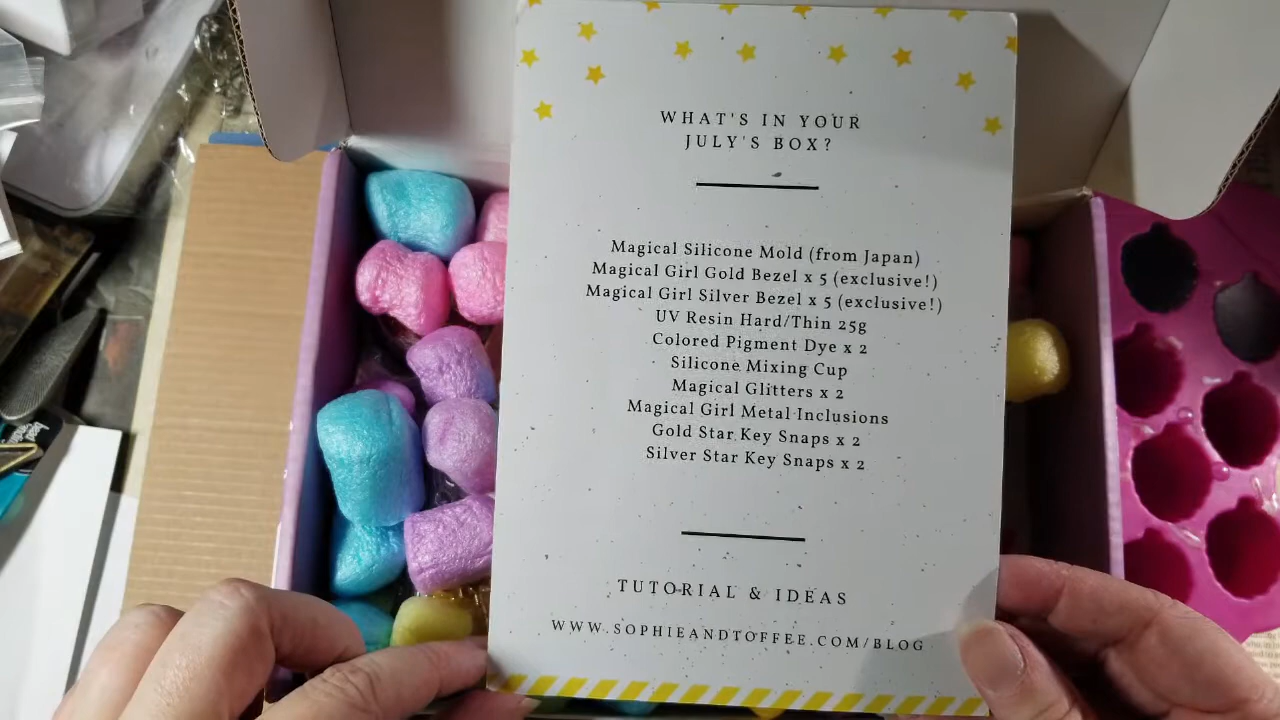 WHAT'S IN YOUR
JULY'S BOX?
Magical Silicone Mold (from Japan)
Magical Girl Gold Bezel x 5 (exclusive!)
Magical Girl Silver Bezel x 5 (exclusive!)
UV Resin Hard/Thin 25g
Colored Pigment Dye x 2
Silicone Mixing Cup
Magical Glitters x 2
Magical Girl Metal Inclusions
Gold Star Key Snaps x 2
Silver Star Key Snaps x 2
TUTORIAL & IDEAS
WWW.SOPHIEANDTOFFEE.COM/BLOG